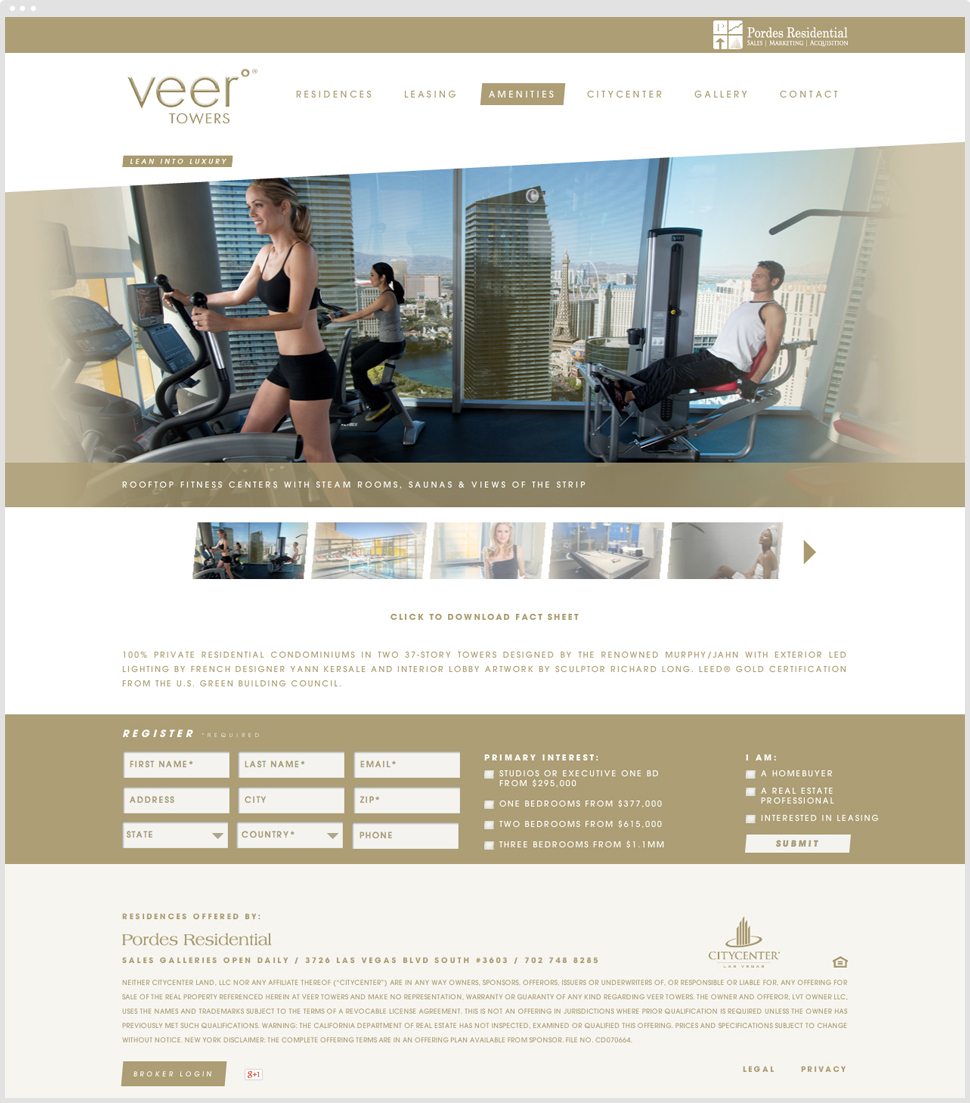 Pordes Residential
SALES | MARKETING | ACQUISITION
veer°®
TOWERS
RESIDENCES LEASING AMENITIES CITYCENTER GALLERY CONTACT
LEAN INTO LUXURY
ROOFTOP FITNESS CENTERS WITH STEAM ROOMS, SAUNAS & VIEWS OF THE STRIP
CLICK TO DOWNLOAD FACT SHEET
100% PRIVATE RESIDENTIAL CONDOMINIUMS IN TWO 37-STORY TOWERS DESIGNED BY THE RENOWNED MURPHY/JAHN WITH EXTERIOR LED
LIGHTING BY FRENCH DESIGNER YANN KERSALE AND INTERIOR LOBBY ARTWORK BY SCULPTOR RICHARD LONG. LEED® GOLD CERTIFICATION
FROM THE U.S. GREEN BUILDING COUNCIL.
REGISTER *REQUIRED
FIRST NAME* LAST NAME* EMAIL*
ADDRESS CITY ZIP*
STATE COUNTRY* PHONE
PRIMARY INTEREST:
STUDIOS OR EXECUTIVE ONE BD
FROM $295,000
ONE BEDROOMS FROM $377,000
TWO BEDROOMS FROM $615,000
THREE BEDROOMS FROM $1.1MM
I AM:
A HOMEBUYER
A REAL ESTATE
PROFESSIONAL
INTERESTED IN LEASING
SUBMIT
RESIDENCES OFFERED BY:
Pordes Residential
SALES GALLERIES OPEN DAILY / 3726 LAS VEGAS BLVD SOUTH #3603 / 702 748 8285
CITYCENTER
LAS VEGAS
NEITHER CITYCENTER LAND, LLC NOR ANY AFFILIATE THEREOF ("CITYCENTER") ARE IN ANY WAY OWNERS, SPONSORS, OFFERORS, ISSUERS OR UNDERWRITERS OF, OR RESPONSIBLE OR LIABLE FOR, ANY OFFERING FOR
SALE OF THE REAL PROPERTY REFERENCED HEREIN AT VEER TOWERS AND MAKE NO REPRESENTATION, WARRANTY OR GUARANTY OF ANY KIND REGARDING VEER TOWERS. THE OWNER AND OFFEROR, LVT OWNER LLC,
USES THE NAMES AND TRADEMARKS SUBJECT TO THE TERMS OF A REVOCABLE LICENSE AGREEMENT. THIS IS NOT AN OFFERING IN JURISDICTIONS WHERE PRIOR QUALIFICATION IS REQUIRED UNLESS THE OWNER HAS
PREVIOUSLY MET SUCH QUALIFICATIONS. WARNING: THE CALIFORNIA DEPARTMENT OF REAL ESTATE HAS NOT INSPECTED, EXAMINED OR QUALIFIED THIS OFFERING. PRICES AND SPECIFICATIONS SUBJECT TO CHANGE
WITHOUT NOTICE. NEW YORK DISCLAIMER: THE COMPLETE OFFERING TERMS ARE IN AN OFFERING PLAN AVAILABLE FROM SPONSOR. FILE NO. CD070664.
BROKER LOGIN
g+1
LEGAL PRIVACY